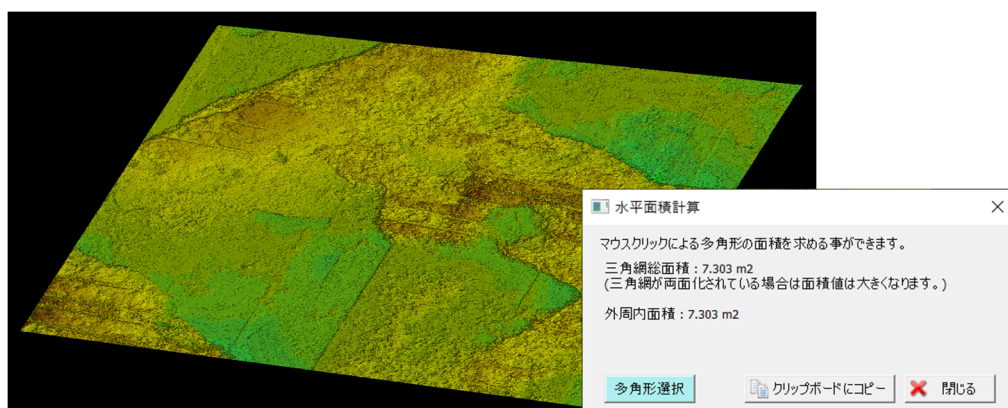 水平面積計算
マウスクリックによる多角形の面積を求める事ができます。
三角網総面積：7.303 m2
(三角網が両面化されている場合は面積値は大きくなります。)
外周内面積：7.303 m2
多角形選択
クリップボードにコピー
閉じる